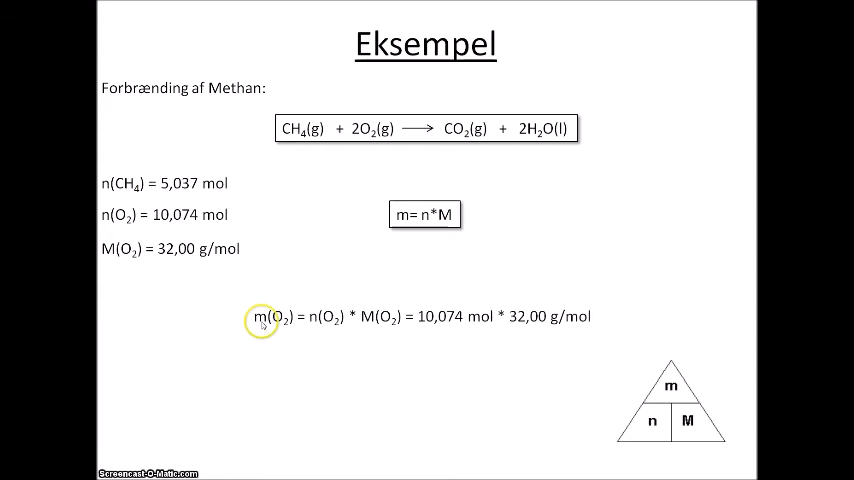 Eksempel
Forbrænding af Methan:
CH₄(g) + 2O₂(g) ⟶ CO₂(g) + 2H₂O(l)
n(CH₄) = 5,037 mol
n(O₂) = 10,074 mol
m= n*M
M(O₂) = 32,00 g/mol
m(O₂) = n(O₂) * M(O₂) = 10,074 mol * 32,00 g/mol
m
n M
Screencast-O-Matic.com